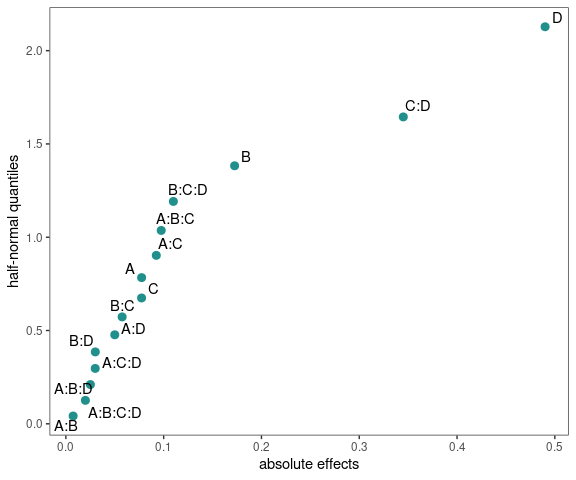 D
C:D
B
B:C:D
A:B:C
A:C
A
C
B:C
A:D
B:D
A:C:D
A:B:D
A:B:C:D
A:B
2.0
1.5
1.0
0.5
0.0
0.0 0.1 0.2 0.3 0.4 0.5
absolute effects
half-normal quantiles